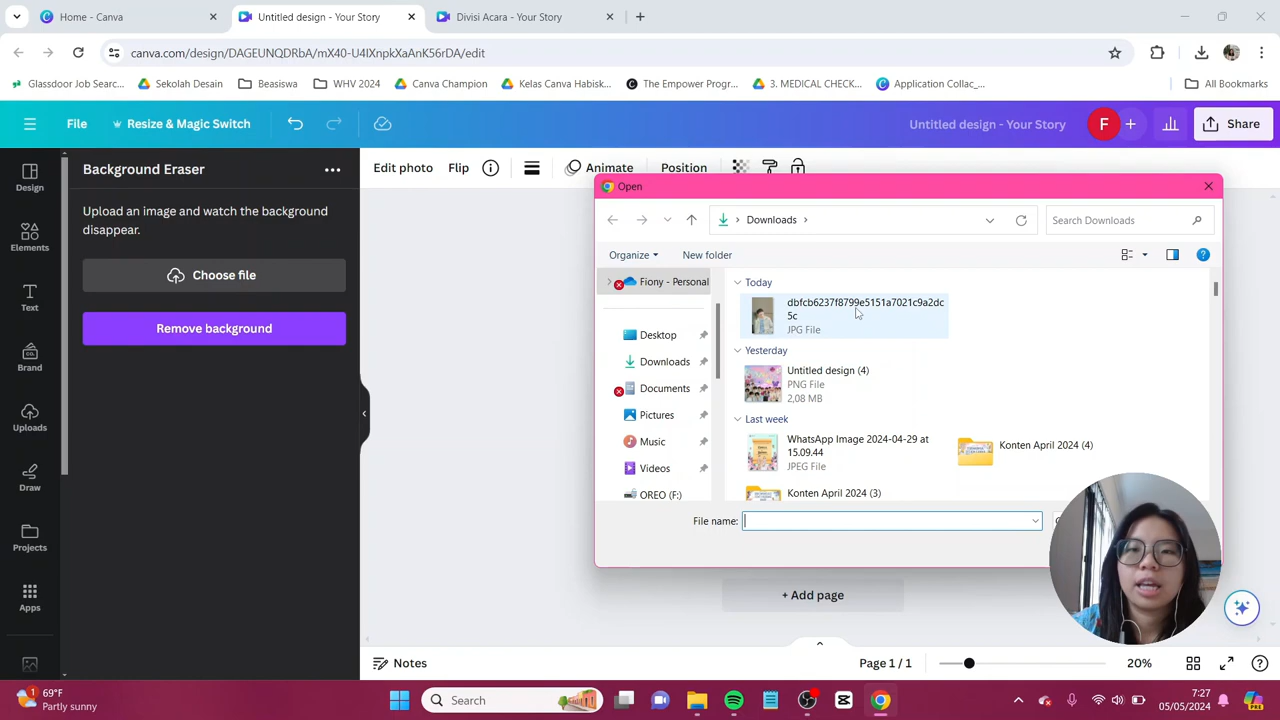 Home - Canva
Untitled design - Your Story
Divisi Acara - Your Story
canva.com/design/DAGEUNQDRbA/mX40-U4IXnpkXaAnK56rDA/edit
Glassdoor Job Searc...
Sekolah Desain
Beasiswa
WHV 2024
Canva Champion
Kelas Canva Habiskan...
The Empower Progr...
3. MEDICAL CHECK...
Application Collac_...
All Bookmarks
File
Resize & Magic Switch
Untitled design - Your Story
F
Share
Design
Elements
Text
Brand
Uploads
Draw
Projects
Apps
Background Eraser
Upload an image and watch the background
disappear.
Choose file
Remove background
Edit photo
Flip
Animate
Position
Open
Downloads
Search Downloads
Organize
New folder
Fiony - Personal
Desktop
Downloads
Documents
Pictures
Music
Videos
OREO (F:)
Today
dbfcb6237f8799e5151a7021c9a2dc
5c
JPG File
Yesterday
Untitled design (4)
PNG File
2,08 MB
Last week
WhatsApp Image 2024-04-29 at
15.09.44
JPEG File
Konten April 2024 (4)
Konten April 2024 (3)
File name:
+ Add page
Notes
Page 1 / 1
20%
1
69°F
Partly sunny
Search
7:27
05/05/2024